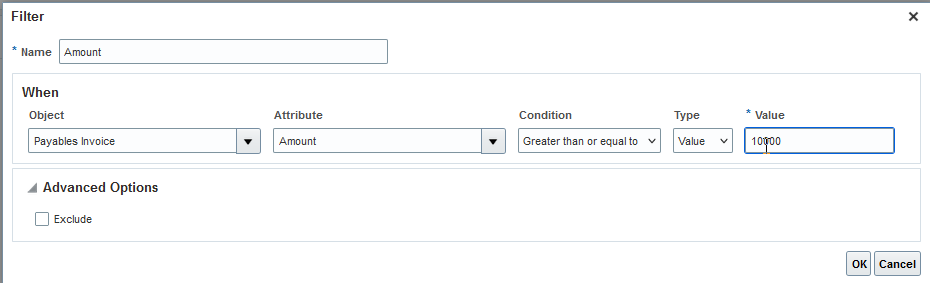 Filter
* Name Amount
When
Object Attribute Condition Type * Value
Payables Invoice Amount Greater than or equal to Value 10000
Advanced Options
Exclude
OK Cancel